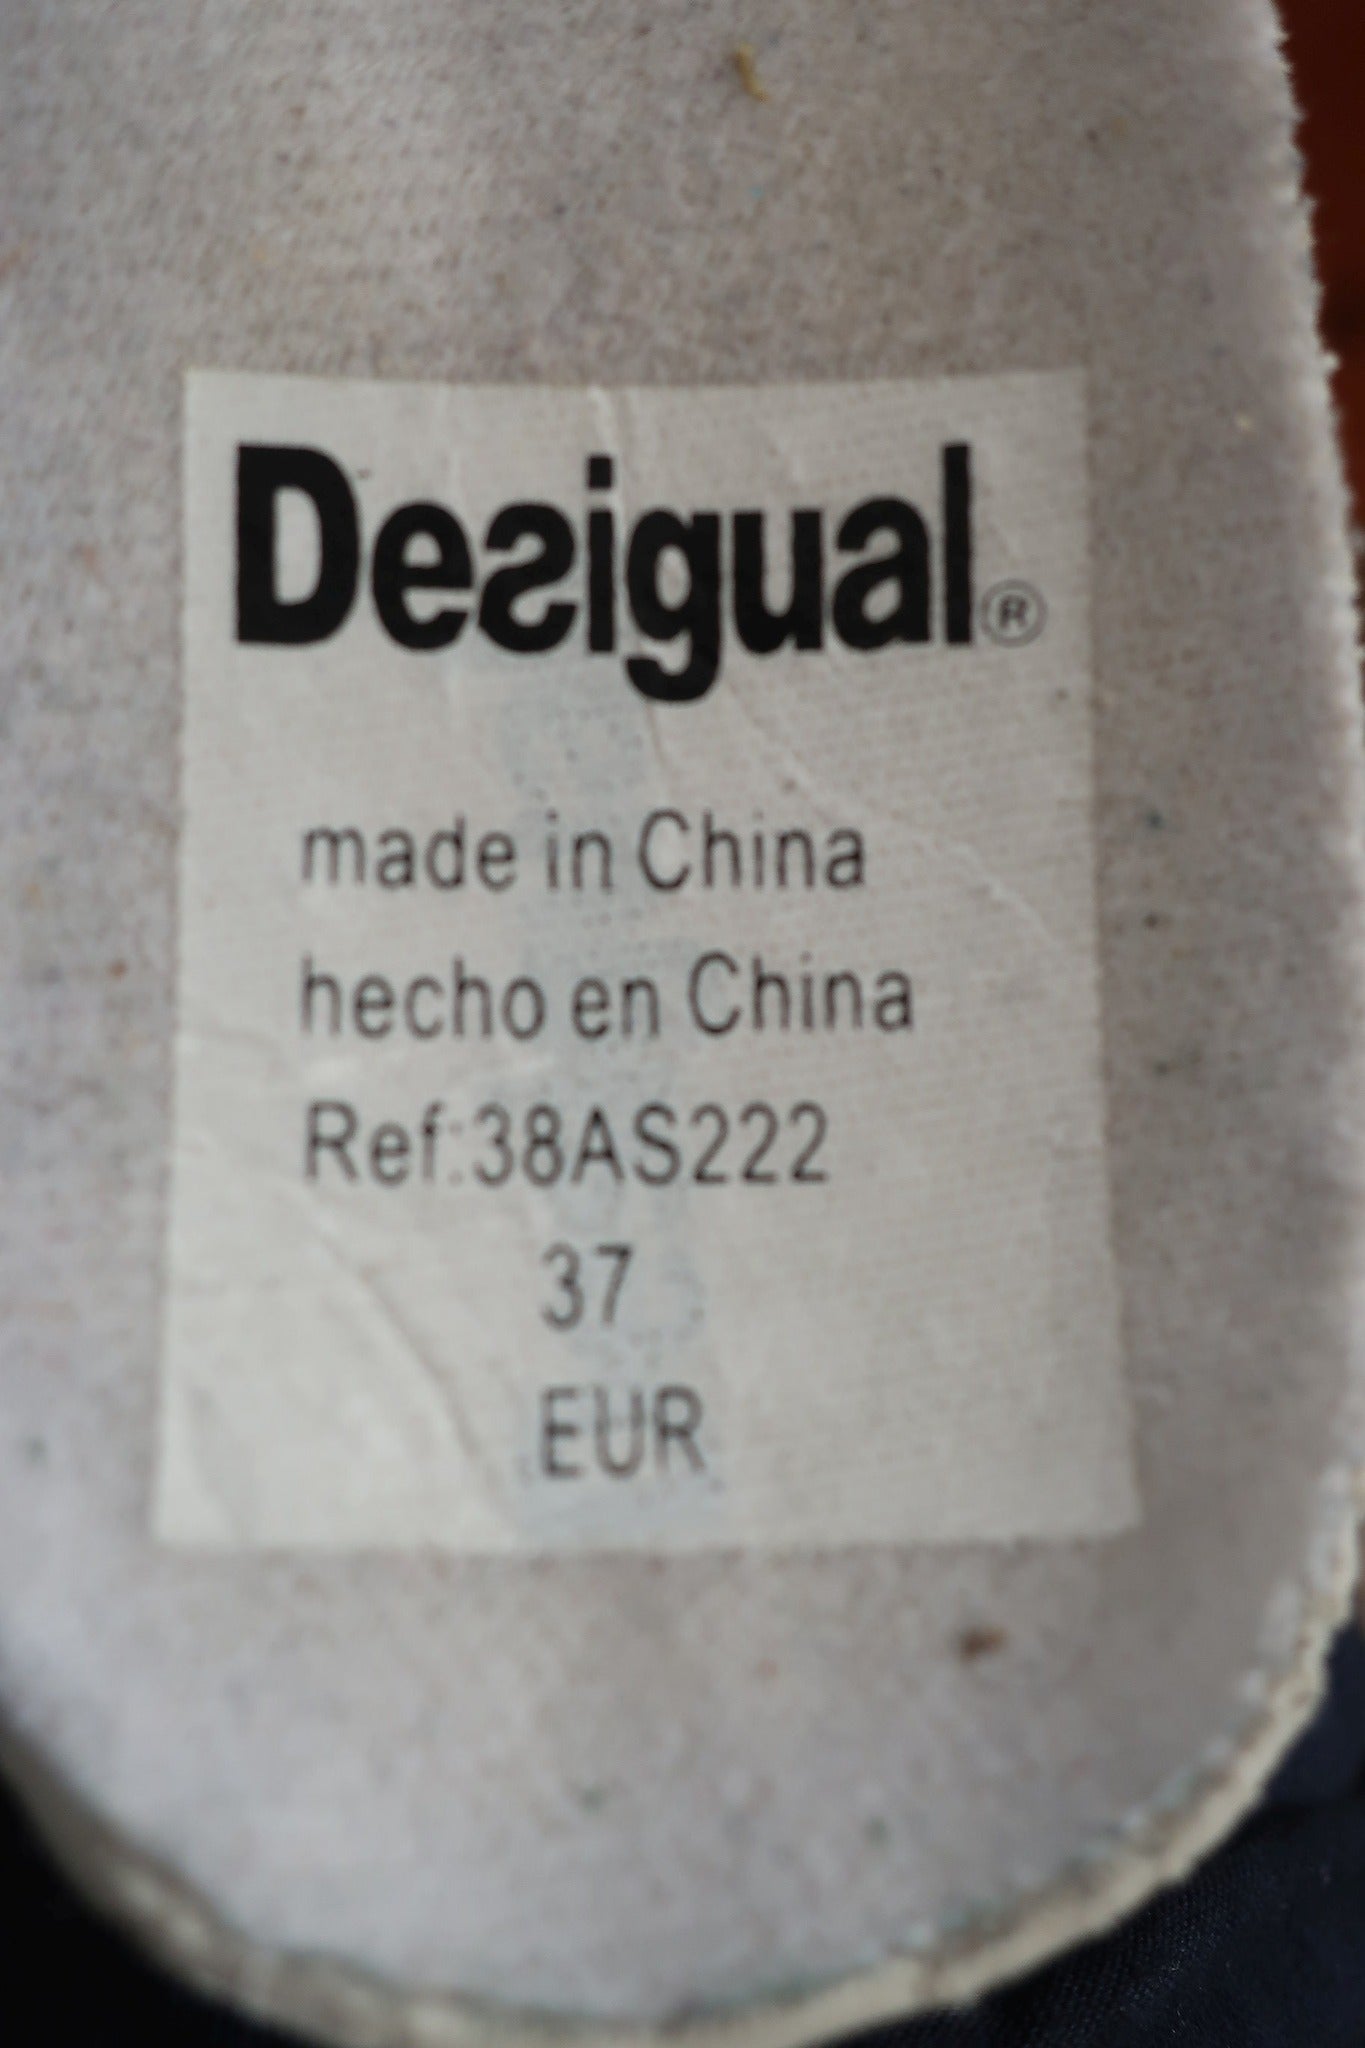 Desigual®
made in China
hecho en China
Ref:38AS222
37
EUR